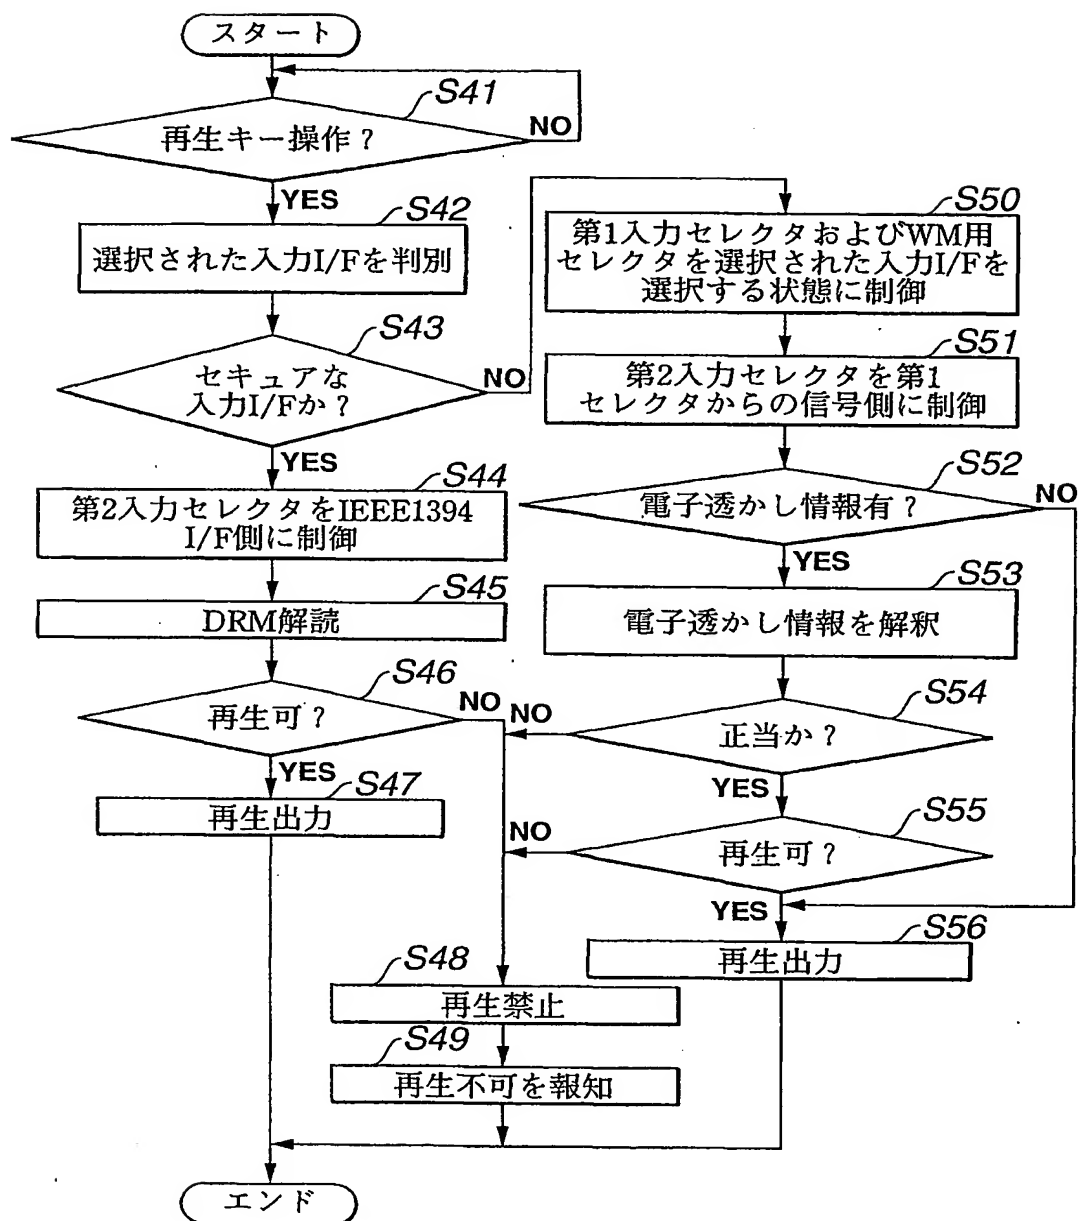 スタート
S41
再生キー操作？
NO
YES
S42
選択された入力I/Fを判別
S43
セキュアな
入力I/Fか？
NO
YES
S44
第2入力セレクタをIEEE1394
I/F側に制御
S45
DRM解読
S46
再生可？
NO
YES
S47
再生出力
S50
第1入力セレクタおよびWM用
セレクタを選択された入力I/Fを
選択する状態に制御
S51
第2入力セレクタを第1
セレクタからの信号側に制御
S52
電子透かし情報有？
NO
YES
S53
電子透かし情報を解釈
S54
正当か？
NO
YES
S55
再生可？
NO
YES
S56
再生出力
S48
再生禁止
S49
再生不可を報知
エンド